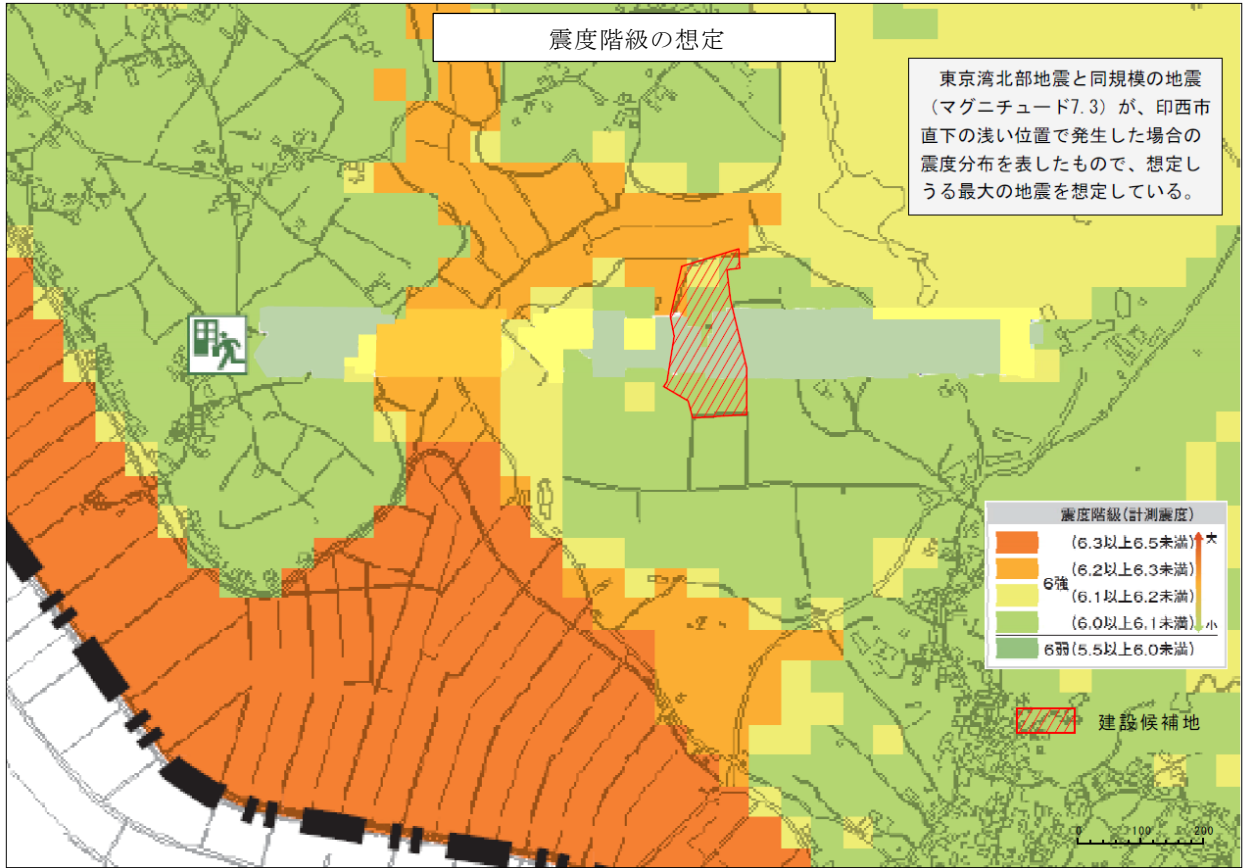 震度階級の想定
東京湾北部地震と同規模の地震
（マグニチュード7.3）が、印西市
直下の浅い位置で発生した場合の
震度分布を表したもので、想定し
うる最大の地震を想定している。
震度階級(計測震度)
(6.3以上6.5未満)
大
(6.2以上6.3未満)
6強
(6.1以上6.2未満)
(6.0以上6.1未満)
小
6弱(5.5以上6.0未満)
建設候補地
0 100 200